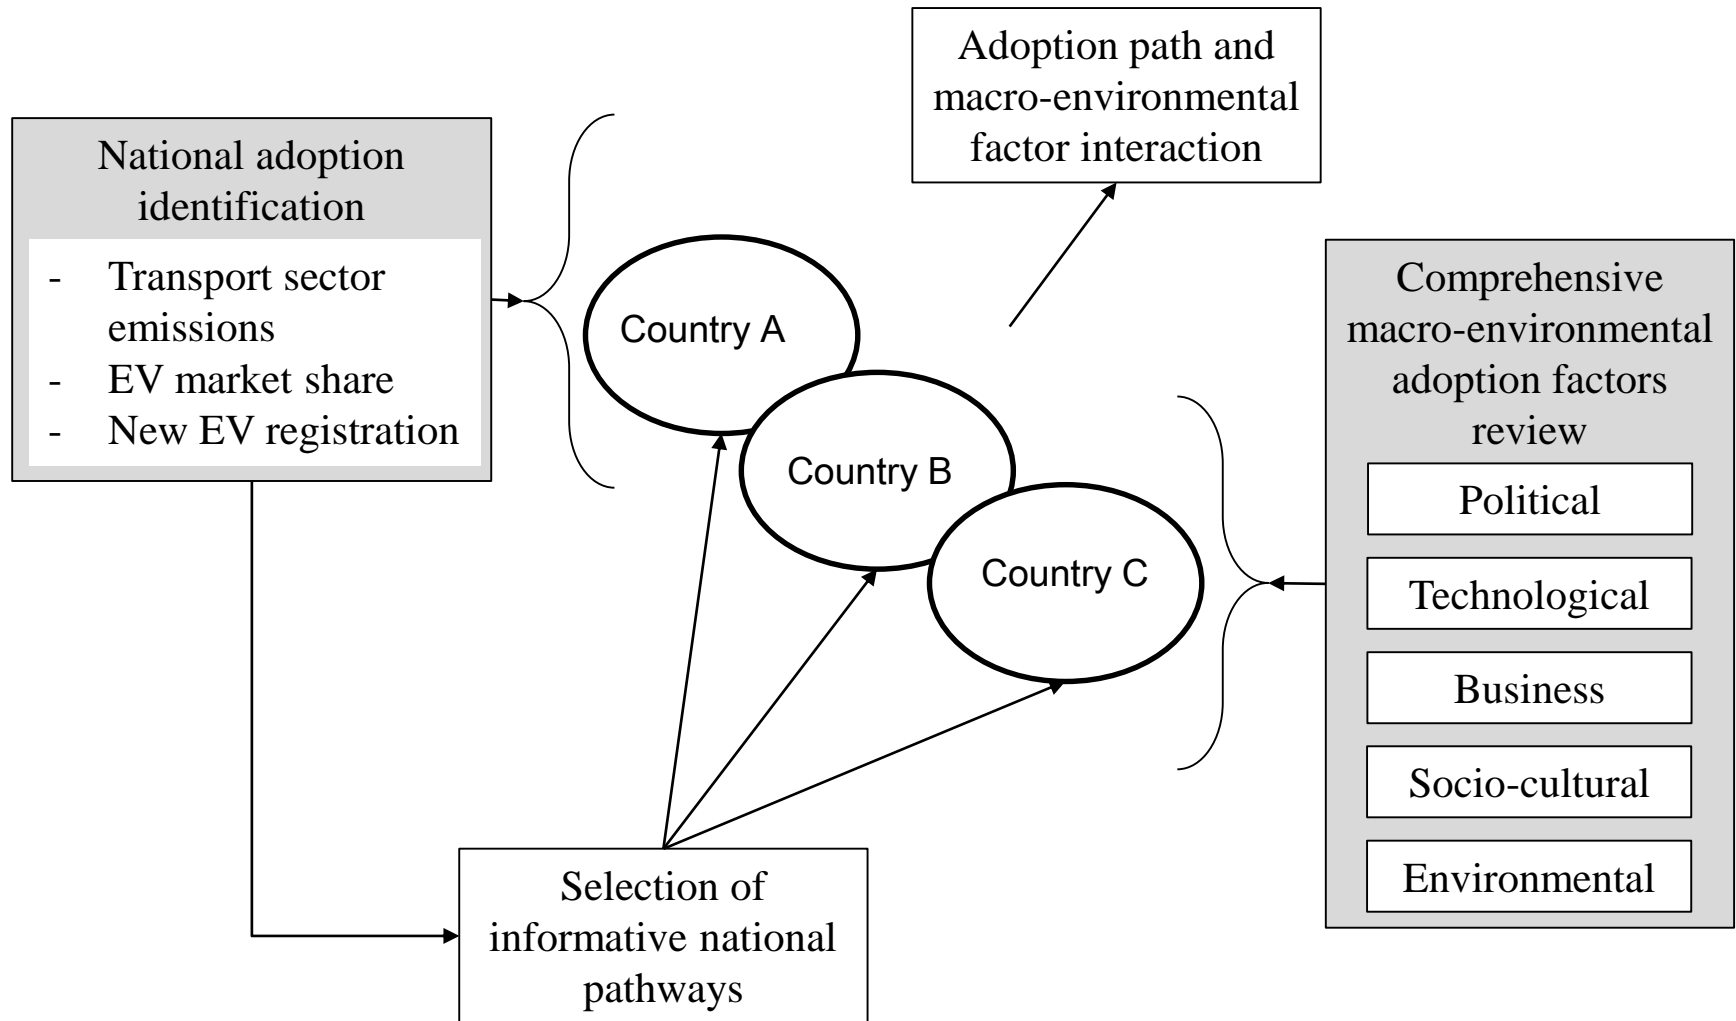 Adoption path and
macro-environmental
factor interaction
National adoption
identification
- Transport sector
emissions
- EV market share
- New EV registration
Country A
Country B
Country C
Comprehensive
macro-environmental
adoption factors
review
Political
Technological
Business
Socio-cultural
Environmental
Selection of
informative national
pathways